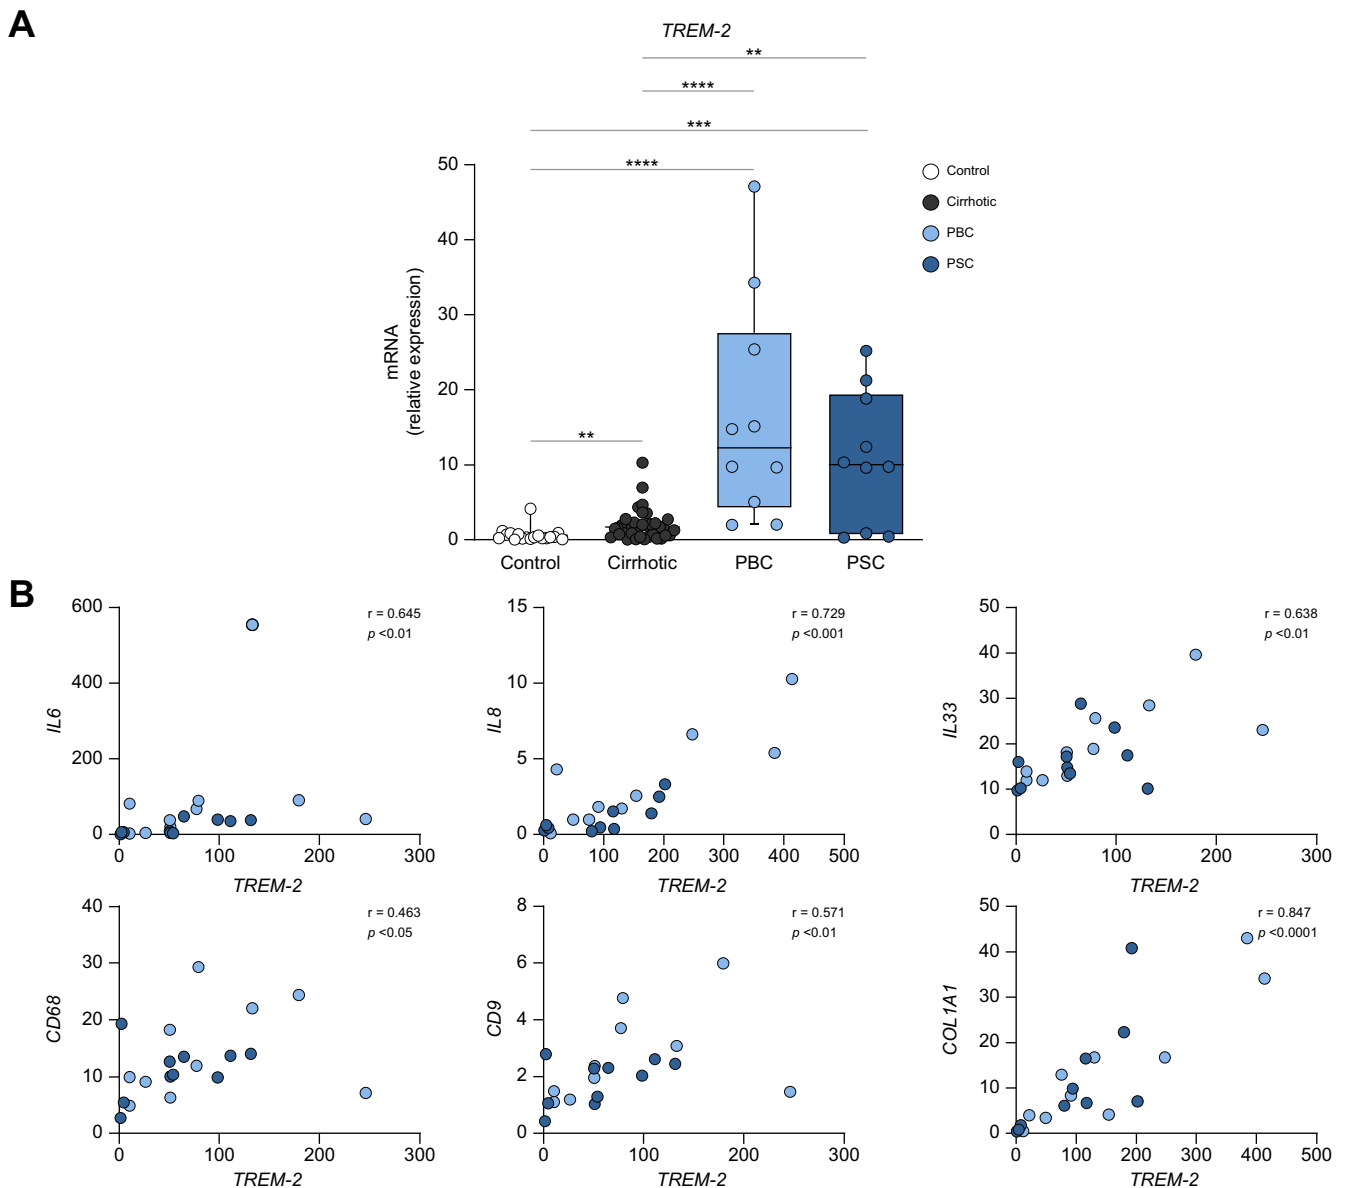 A
TREM-2
**
****
***
****
**
mRNA
(relative expression)
50
40
30
20
10
0
Control
Cirrhotic
PBC
PSC
Control
Cirrhotic
PBC
PSC
B
IL6
600
400
200
0
0 100 200 300
TREM-2
r = 0.645
p <0.01
IL8
15
10
5
0
0 100 200 300 400 500
TREM-2
r = 0.729
p <0.001
IL33
50
40
30
20
10
0
0 100 200 300
TREM-2
r = 0.638
p <0.01
CD68
40
30
20
10
0
0 100 200 300
TREM-2
r = 0.463
p <0.05
CD9
8
6
4
2
0
0 100 200 300
TREM-2
r = 0.571
p <0.01
COL1A1
50
40
30
20
10
0
0 100 200 300 400 500
TREM-2
r = 0.847
p <0.0001